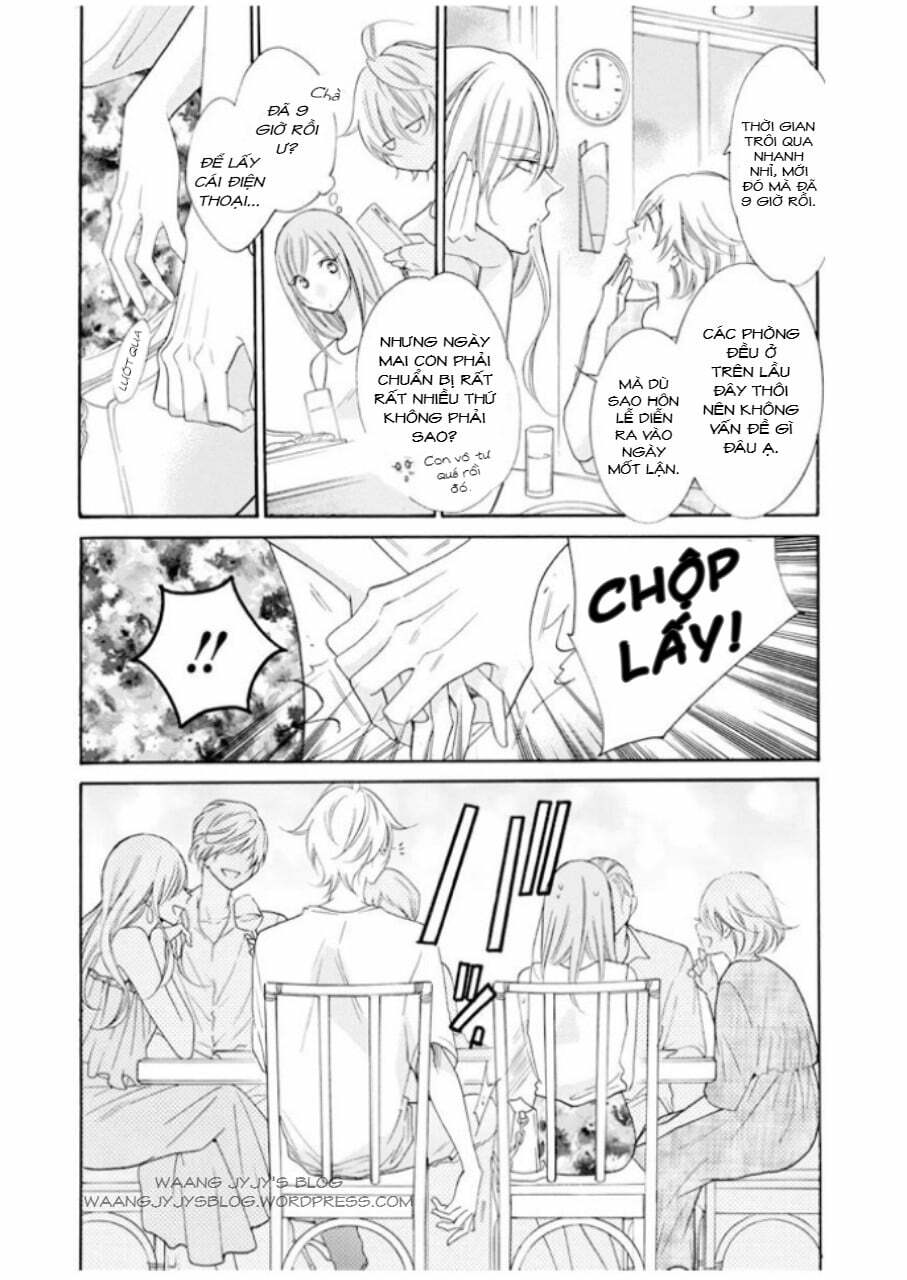 THỜI GIAN
TRÔI QUA
NHANH
NHỈ, MỚI
ĐÓ MÀ ĐÃ
9 GIỜ RỒI.
CÁC PHÒNG
ĐỀU Ở
TRÊN LẦU
ĐÂY THÔI
NÊN KHÔNG
VẤN ĐỀ GÌ
ĐÂU Ạ.
MÀ DÙ
SAO HÔN
LỄ DIỄN
RA VÀO
NGÀY
MỐT LẬN.
NHƯNG NGÀY
MAI CON PHẢI
CHUẨN BỊ RẤT
RẤT NHIỀU THỨ
KHÔNG PHẢI
SAO?
Con vô tư
quá rồi
đó.
Chà
ĐÃ 9
GIỜ RỒI
Ư?
ĐỂ LẤY
CÁI ĐIỆN
THOẠI...
LƯỚT QUA
CHỘP
LẤY!
!!
WAANG JYJY'S BLOG
WAANGJYJYSBLOG.WORDPRESS.COM